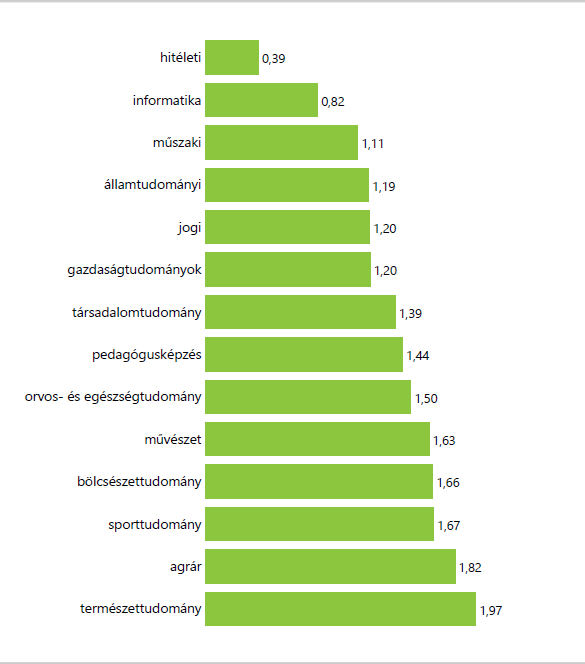 hitéleti 0,39
informatika 0,82
műszaki 1,11
államtudományi 1,19
jogi 1,20
gazdaságtudományok 1,20
társadalomtudomány 1,39
pedagógusképzés 1,44
orvos- és egészségtudomány 1,50
művészet 1,63
bölcsészettudomány 1,66
sporttudomány 1,67
agrár 1,82
természettudomány 1,97